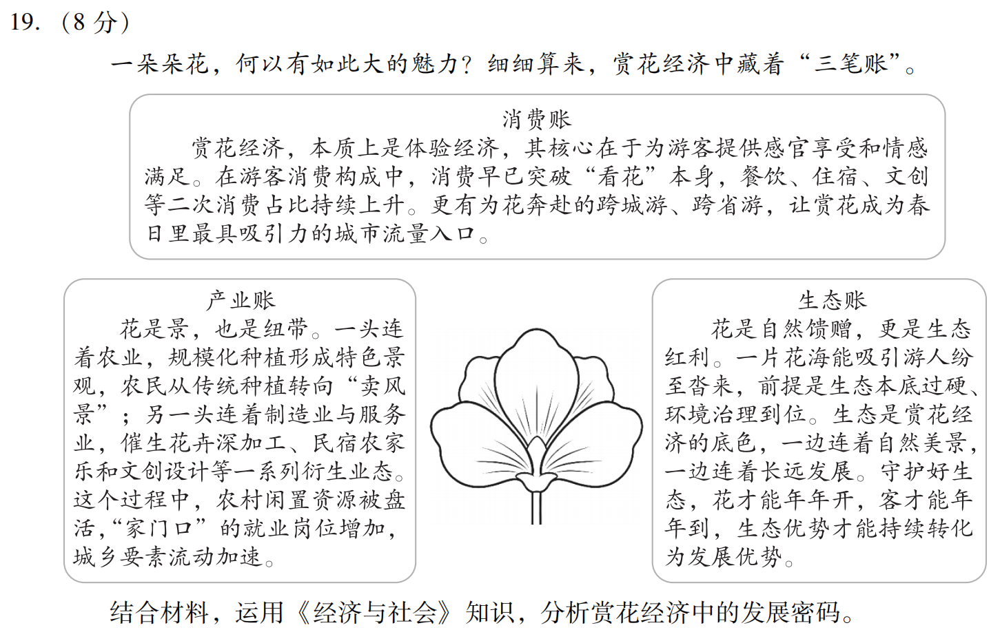 19.（8 分）
一朵朵花，何以有如此大的魅力？细细算来，赏花经济中藏着“三笔账”。
消费账
赏花经济，本质上是体验经济，其核心在于为游客提供感官享受和情感
满足。在游客消费构成中，消费早已突破“看花”本身，餐饮、住宿、文创
等二次消费占比持续上升。更有为花奔赴的跨城游、跨省游，让赏花成为春
日里最具吸引力的城市流量入口。
产业账
花是景，也是纽带。一头连
着农业，规模化种植形成特色景
观，农民从传统种植转向“卖风
景”；另一头连着制造业与服务
业，催生花卉深加工、民宿农家
乐和文创设计等一系列衍生业态。
这个过程中，农村闲置资源被盘
活，“家门口”的就业岗位增加，
城乡要素流动加速。
生态账
花是自然馈赠，更是生态
红利。一片花海能吸引游人纷
至沓来，前提是生态本底过硬、
环境治理到位。生态是赏花经
济的底色，一边连着自然美景，
一边连着长远发展。守护好生
态，花才能年年开，客才能年
年到，生态优势才能持续转化
为发展优势。
结合材料，运用《经济与社会》知识，分析赏花经济中的发展密码。